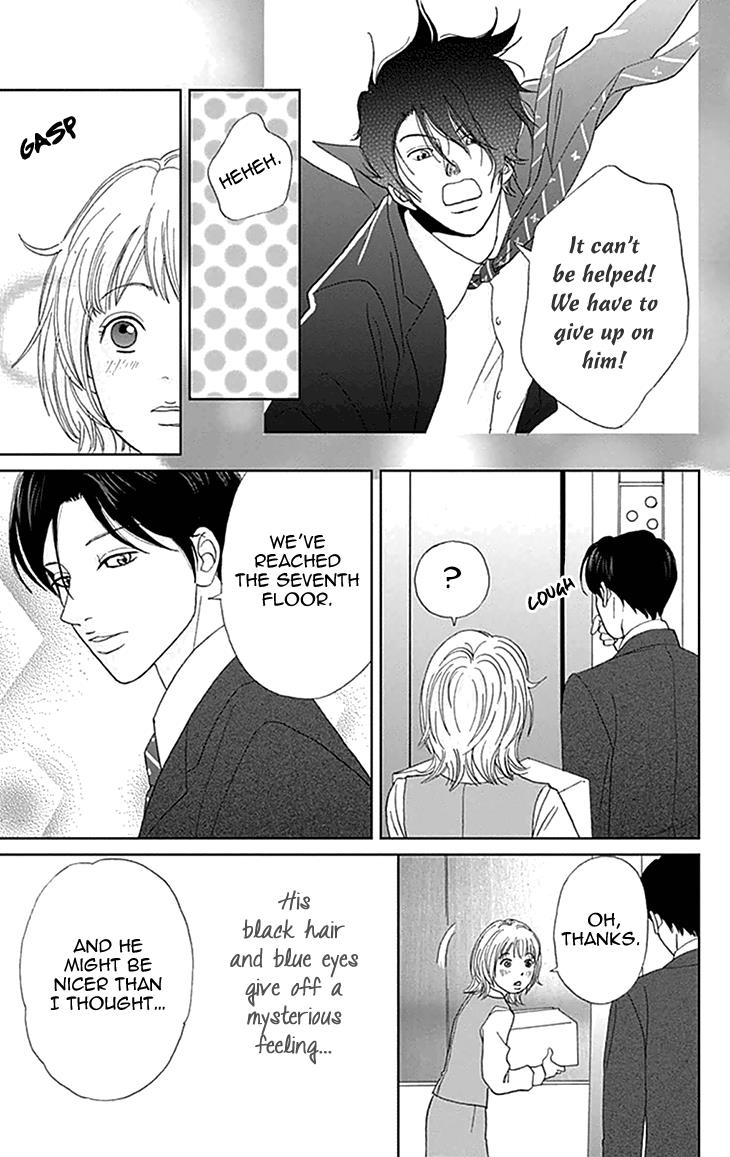 It can't
be helped!
We have to
give up on
him!
HEHEH.
GASP
?
COUGH
WE'VE
REACHED
THE SEVENTH
FLOOR.
OH,
THANKS.
His
black hair
and blue eyes
give off a
mysterious
feeling...
AND HE
MIGHT BE
NICER THAN
I THOUGHT...